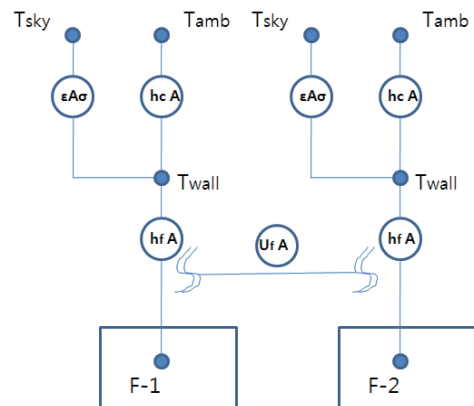 Tsky Tamb Tsky Tamb
εAσ hc A εAσ hc A
Twall Twall
hf A Uf A hf A
F-1 F-2